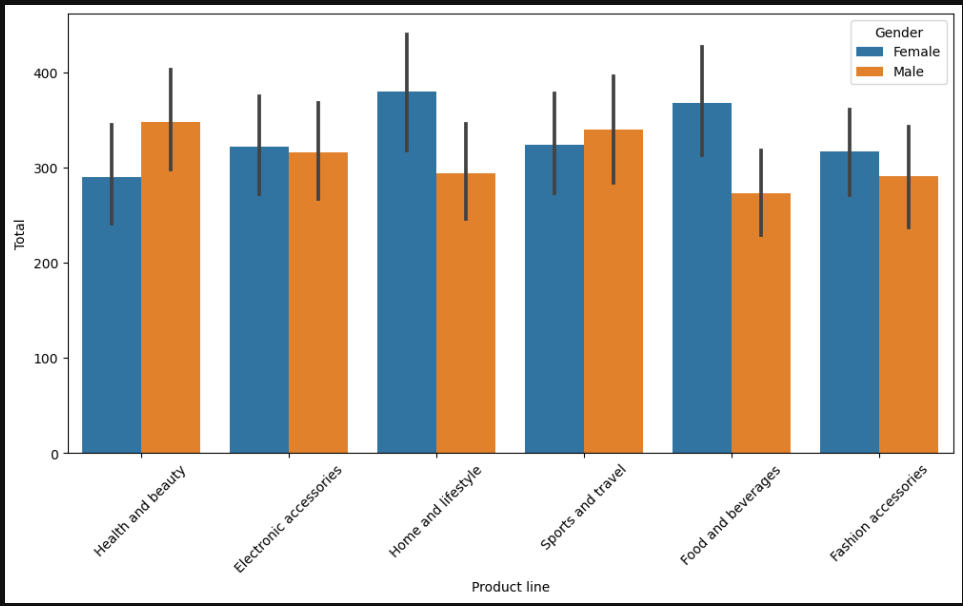 Gender
Female
Male
400
300
200
100
0
Total
Health and beauty
Electronic accessories
Home and lifestyle
Sports and travel
Food and beverages
Fashion accessories
Product line